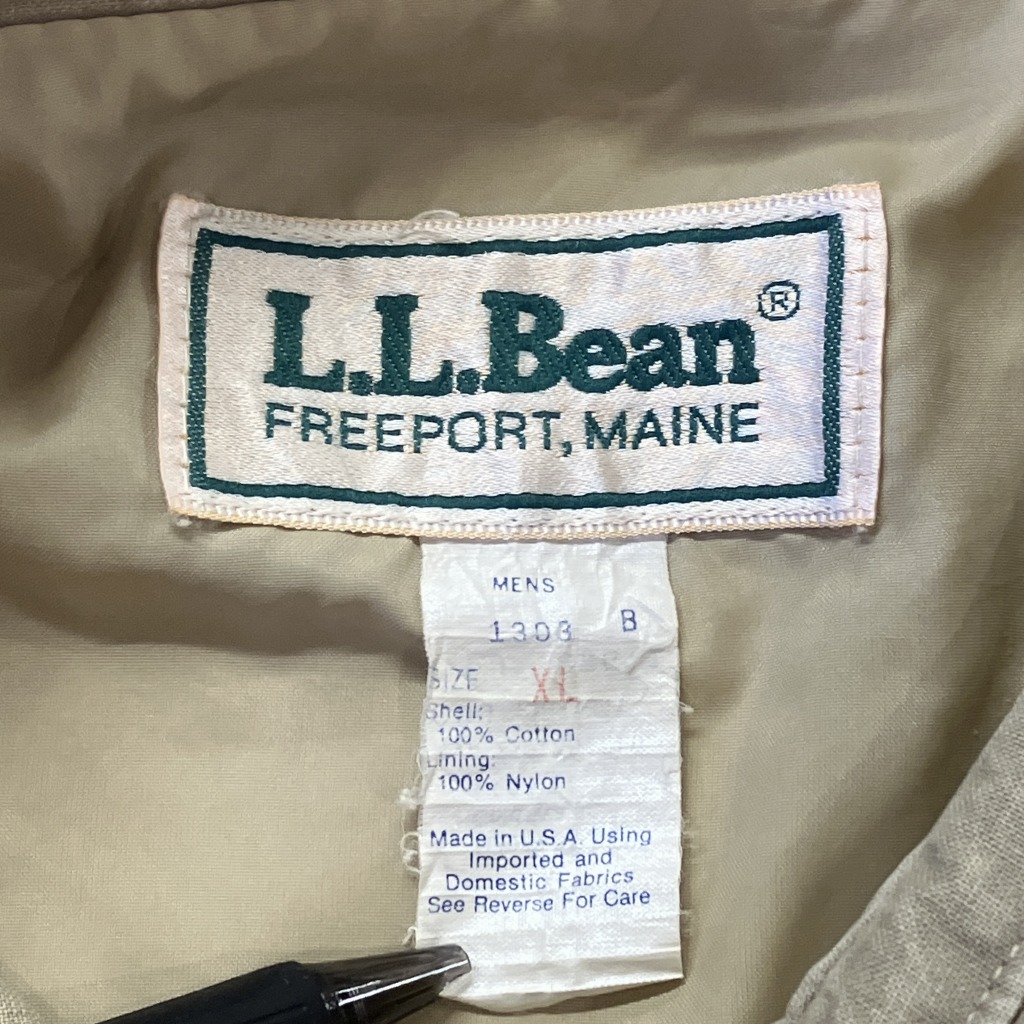 L.L.Bean®
FREEPORT, MAINE
MENS
1303 B
SIZE XL
Shell:
100% Cotton
Lining:
100% Nylon
Made in U.S.A. Using
Imported and
Domestic Fabrics
See Reverse For Care